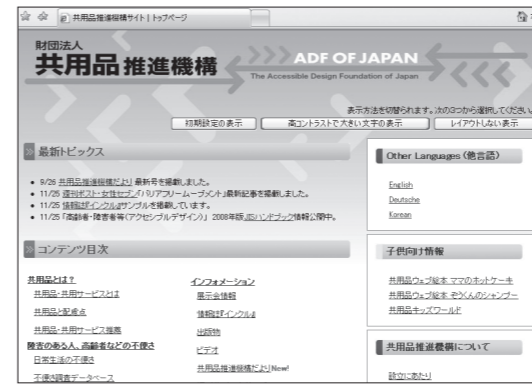 共用品推進機構サイト | トップページ
財団法人
共用品推進機構
ADF OF JAPAN
The Accessible Design Foundation of Japan
表示方法を切替られます。次の3つから選択してください
初期設定の表示
高コントラストで大きい文字の表示
レイアウトしない表示
最新トピックス
• 9/26 共用品推進機構だより 最新号を掲載しました。
• 11/25 週刊ポスト・女性セブン「バリアフリームーブメント」最新記事を掲載しました。
• 11/25 情報誌インクルサンプルを掲載しています。
• 11/25 「高齢者・障害者等(アクセシブルデザイン)」 2008年版JISハンドブック情報公開中。
コンテンツ目次
共用品とは?
共用品・共用サービスとは
共用品と配慮点
共用品・共用サービス推薦
障害のある人、高齢者などの不便さ
日常生活の不便さ
不便さ調査データベース
インフォメーション
展示会情報
情報誌インクル
出版物
ビデオ
共用品推進機構だよりNew!
Other Languages (他言語)
English
Deutsche
Korean
子供向け情報
共用品ウェブ絵本 ママのホットケーキ
共用品ウェブ絵本 ぞうくんのシャンプー
共用品キッズワールド
共用品推進機構について
設立にあたり